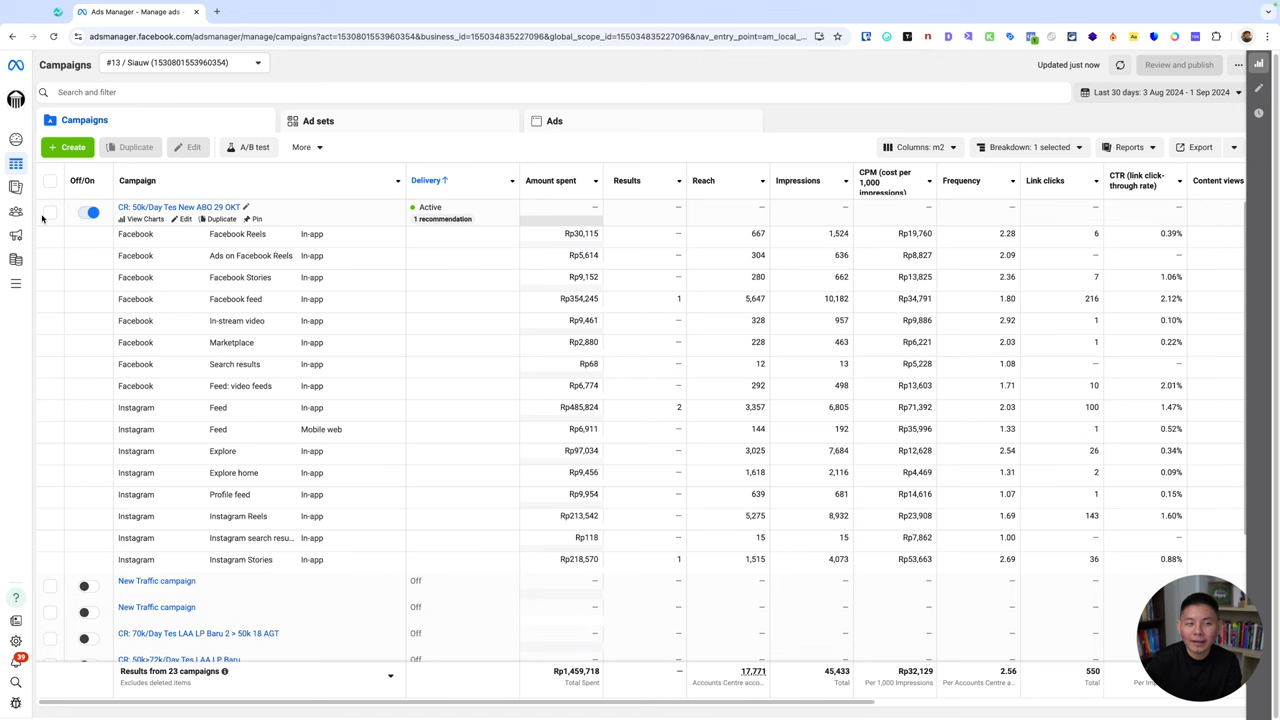 Ads Manager - Manage ads -
adsmanager.facebook.com/adsmanager/manage/campaigns?act=1530801553960354&business_id=155034835227096&global_scope_id=155034835227096&nav_entry_point=am_local_...
Campaigns
#13 / Siauw (1530801553960354)
Updated just now
Review and publish
Search and filter
Last 30 days: 3 Aug 2024 - 1 Sep 2024
Campaigns
Ad sets
Ads
+ Create
Duplicate
Edit
A/B test
More
Columns: m2
Breakdown: 1 selected
Reports
Export
Off/On Campaign Delivery ↑ Amount spent Results Reach Impressions CPM (cost per 1,000 impressions) Frequency Link clicks CTR (link click-through rate) Content views
CR: 50k/Day Tes New ABO 29 OKT Active — — — — — — — —
View Charts Edit Duplicate Pin 1 recommendation
Facebook Facebook Reels In-app Rp30,115 — 667 1,524 Rp19,760 2.28 6 0.39%
Facebook Ads on Facebook Reels In-app Rp5,614 — 304 636 Rp8,827 2.09 — —
Facebook Facebook Stories In-app Rp9,152 — 280 662 Rp13,825 2.36 7 1.06%
Facebook Facebook feed In-app Rp354,245 1 5,647 10,182 Rp34,791 1.80 216 2.12%
Facebook In-stream video In-app Rp9,461 — 328 957 Rp9,886 2.92 1 0.10%
Facebook Marketplace In-app Rp2,880 — 228 463 Rp6,221 2.03 1 0.22%
Facebook Search results In-app Rp68 — 12 13 Rp5,228 1.08 — —
Facebook Feed: video feeds In-app Rp6,774 — 292 498 Rp13,603 1.71 10 2.01%
Instagram Feed In-app Rp485,824 2 3,357 6,805 Rp71,392 2.03 100 1.47%
Instagram Feed Mobile web Rp6,911 — 144 192 Rp35,996 1.33 1 0.52%
Instagram Explore In-app Rp97,034 — 3,025 7,684 Rp12,628 2.54 26 0.34%
Instagram Explore home In-app Rp9,456 — 1,618 2,116 Rp4,469 1.31 2 0.09%
Instagram Profile feed In-app Rp9,954 — 639 681 Rp14,616 1.07 1 0.15%
Instagram Instagram Reels In-app Rp213,542 — 5,275 8,932 Rp23,908 1.69 143 1.60%
Instagram Instagram search resu... In-app Rp118 — 15 15 Rp7,862 1.00 — —
Instagram Instagram Stories In-app Rp218,570 1 1,515 4,073 Rp53,663 2.69 36 0.88%
New Traffic campaign Off — — — — — — — —
New Traffic campaign Off — — — — — — —
CR: 70k/Day Tes LAA LP Baru 2 > 50k 18 AGT Off — — — — — — —
CR: 50k>72k/Day Tes LAA LP Baru Off
Results from 23 campaigns Rp1,459,718 — 17,771 45,433 Rp32,129 2.56 550
Excludes deleted items Total Spent Accounts Centre acco... Total Per 1,000 Impressions Per Accounts Centre a... Total Per Im
39